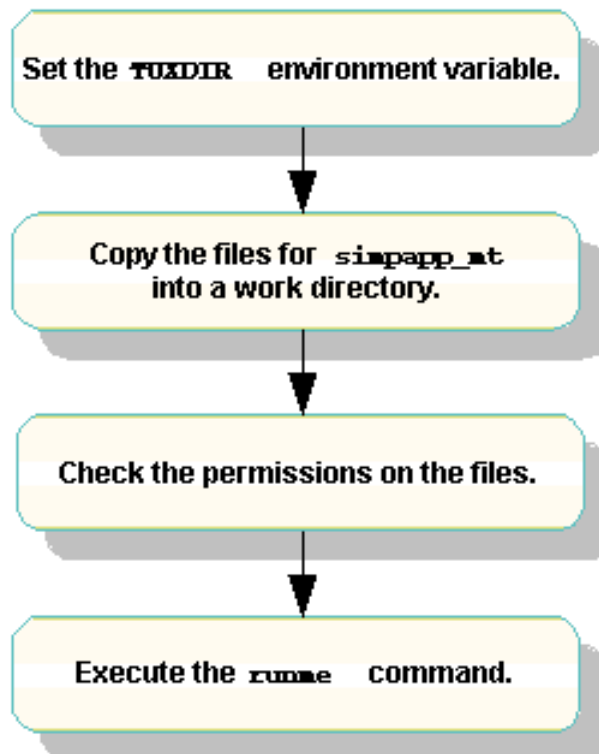 Set the TUXDIR environment variable.
Copy the files for simpapp_mt
into a work directory.
Check the permissions on the files.
Execute the runme command.